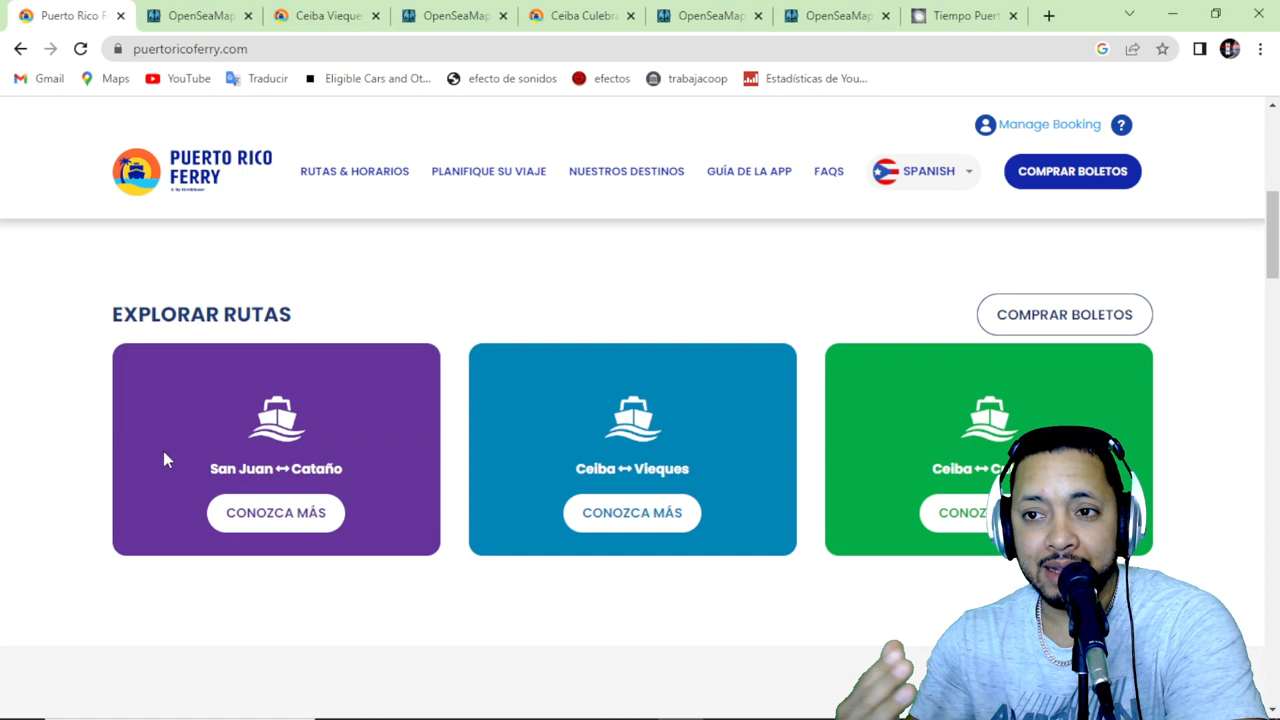 Puerto Rico F
OpenSeaMap
Ceiba Vieque
OpenSeaMap
Ceiba Culebra
OpenSeaMap
OpenSeaMap
Tiempo Puert
puertoricoferry.com
Gmail
Maps
YouTube
Traducir
Eligible Cars and Ot...
efecto de sonidos
efectos
trabajacoop
Estadísticas de You...
Manage Booking
?
PUERTO RICO
FERRY
RUTAS & HORARIOS
PLANIFIQUE SU VIAJE
NUESTROS DESTINOS
GUÍA DE LA APP
FAQS
SPANISH
COMPRAR BOLETOS
EXPLORAR RUTAS
COMPRAR BOLETOS
San Juan ↔ Cataño
CONOZCA MÁS
Ceiba ↔ Vieques
CONOZCA MÁS
Ceiba ↔ C
CONOZ